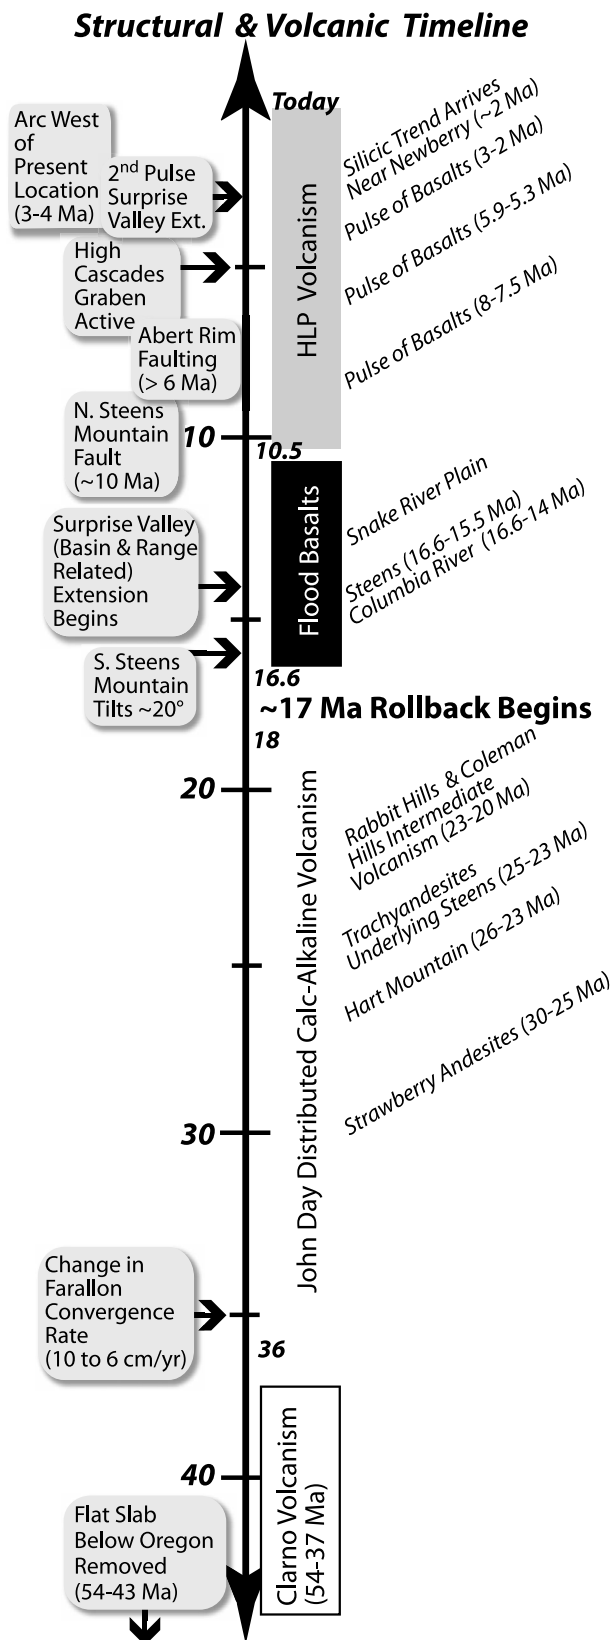 Structural & Volcanic Timeline
Today
Arc West
of
Present
Location
(3-4 Ma)
2nd Pulse
Surprise
Valley Ext.
High
Cascades
Graben
Active
Abert Rim
Faulting
(> 6 Ma)
N. Steens
Mountain
Fault
(~10 Ma)
10
10.5
HLP Volcanism
Silicic Trend Arrives
Near Newberry (~2 Ma)
Pulse of Basalts (3-2 Ma)
Pulse of Basalts (5.9-5.3 Ma)
Pulse of Basalts (8-7.5 Ma)
Surprise Valley
(Basin & Range
Related)
Extension
Begins
S. Steens
Mountain
Tilts ~20°
Flood Basalts
Snake River Plain
Steens (16.6-15.5 Ma)
Columbia River (16.6-14 Ma)
16.6
~17 Ma Rollback Begins
18
20
John Day Distributed Calc-Alkaline Volcanism
Rabbit Hills & Coleman
Hills Intermediate
Volcanism (23-20 Ma)
Trachyandesites
Underlying Steens (25-23 Ma)
Hart Mountain (26-23 Ma)
Strawberry Andesites (30-25 Ma)
30
Change in
Farallon
Convergence
Rate
(10 to 6 cm/yr)
36
40
Clarno Volcanism
(54-37 Ma)
Flat Slab
Below Oregon
Removed
(54-43 Ma)